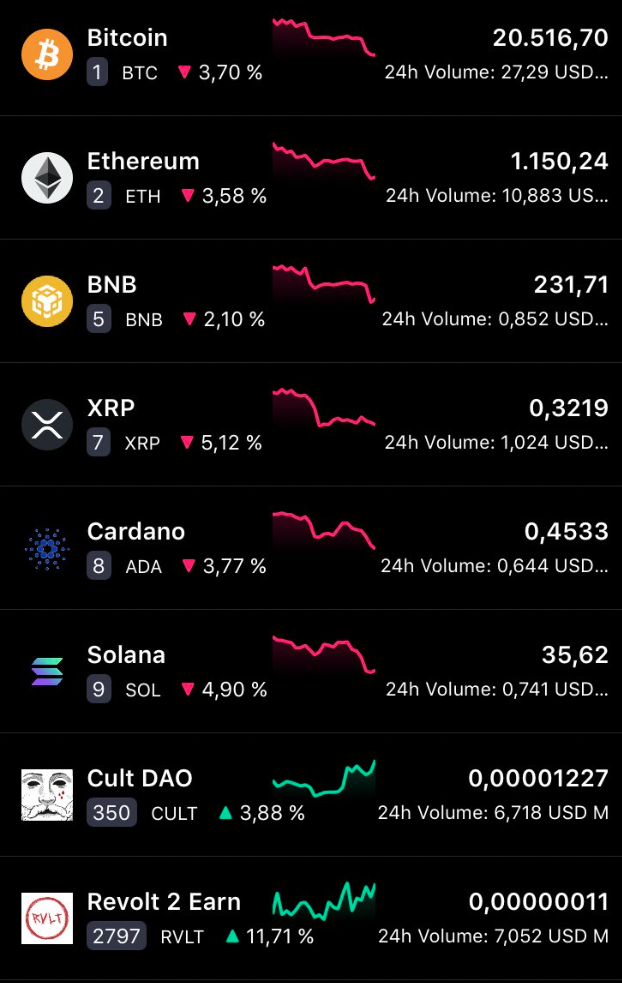 Bitcoin 20.516,70
1 BTC ▼ 3,70 % 24h Volume: 27,29 USD...
Ethereum 1.150,24
2 ETH ▼ 3,58 % 24h Volume: 10,883 US...
BNB 231,71
5 BNB ▼ 2,10 % 24h Volume: 0,852 USD...
XRP 0,3219
7 XRP ▼ 5,12 % 24h Volume: 1,024 USD...
Cardano 0,4533
8 ADA ▼ 3,77 % 24h Volume: 0,644 USD...
Solana 35,62
9 SOL ▼ 4,90 % 24h Volume: 0,741 USD...
Cult DAO 0,00001227
350 CULT ▲ 3,88 % 24h Volume: 6,718 USD M
Revolt 2 Earn 0,00000011
RVLT
2797 RVLT ▲ 11,71 % 24h Volume: 7,052 USD M